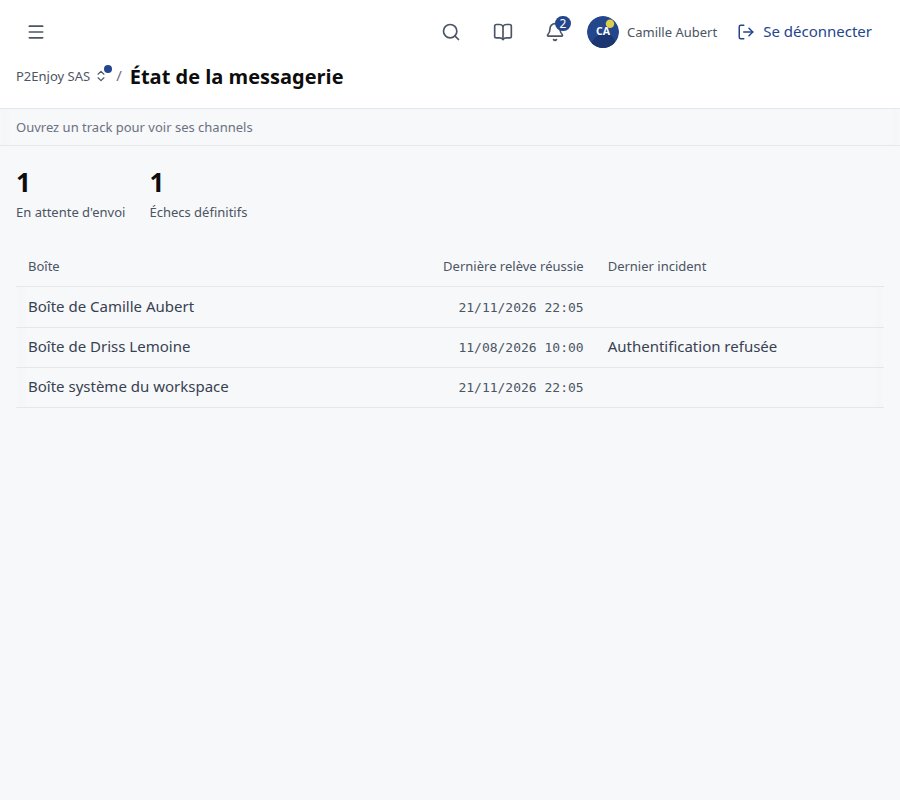 2
CA
Camille Aubert
Se déconnecter
P2Enjoy SAS / État de la messagerie
Ouvrez un track pour voir ses channels
1 1
En attente d'envoi Échecs définitifs
Boîte Dernière relève réussie Dernier incident
Boîte de Camille Aubert 21/11/2026 22:05
Boîte de Driss Lemoine 11/08/2026 10:00 Authentification refusée
Boîte système du workspace 21/11/2026 22:05